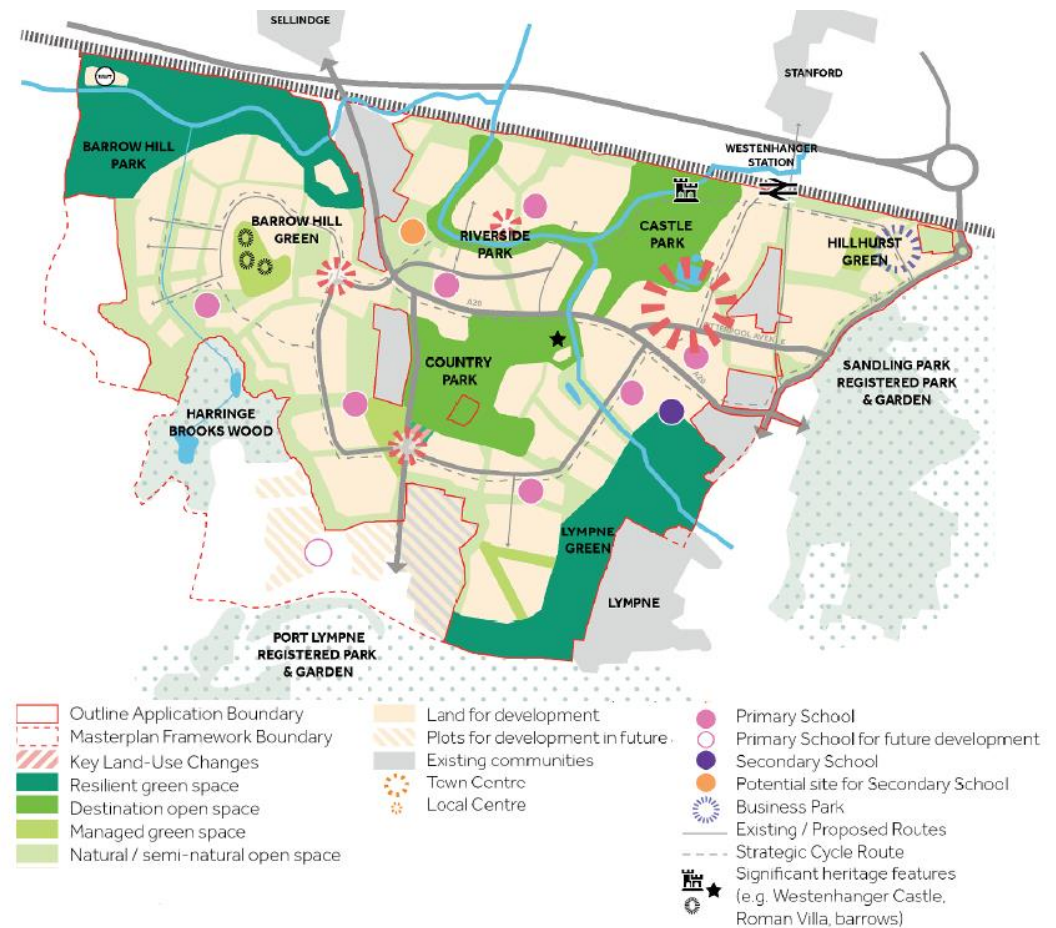 SELLINDGE
STANFORD
WESTENHANGER
STATION
BARROW HILL
PARK
BARROW HILL
GREEN
RIVERSIDE
PARK
CASTLE
PARK
HILLHURST
GREEN
A20
COUNTRY
PARK
A20
SANDLING PARK
REGISTERED PARK
& GARDEN
HARRINGE
BROOKS WOOD
LYMPNE
GREEN
LYMPNE
PORT LYMPNE
REGISTERED PARK
& GARDEN
Outline Application Boundary
Masterplan Framework Boundary
Key Land-Use Changes
Resilient green space
Destination open space
Managed green space
Natural / semi-natural open space
Land for development
Plots for development in future
Existing communities
Town Centre
Local Centre
Primary School
Primary School for future development
Secondary School
Potential site for Secondary School
Business Park
Existing / Proposed Routes
Strategic Cycle Route
Significant heritage features
(e.g. Westenhanger Castle,
Roman Villa, barrows)